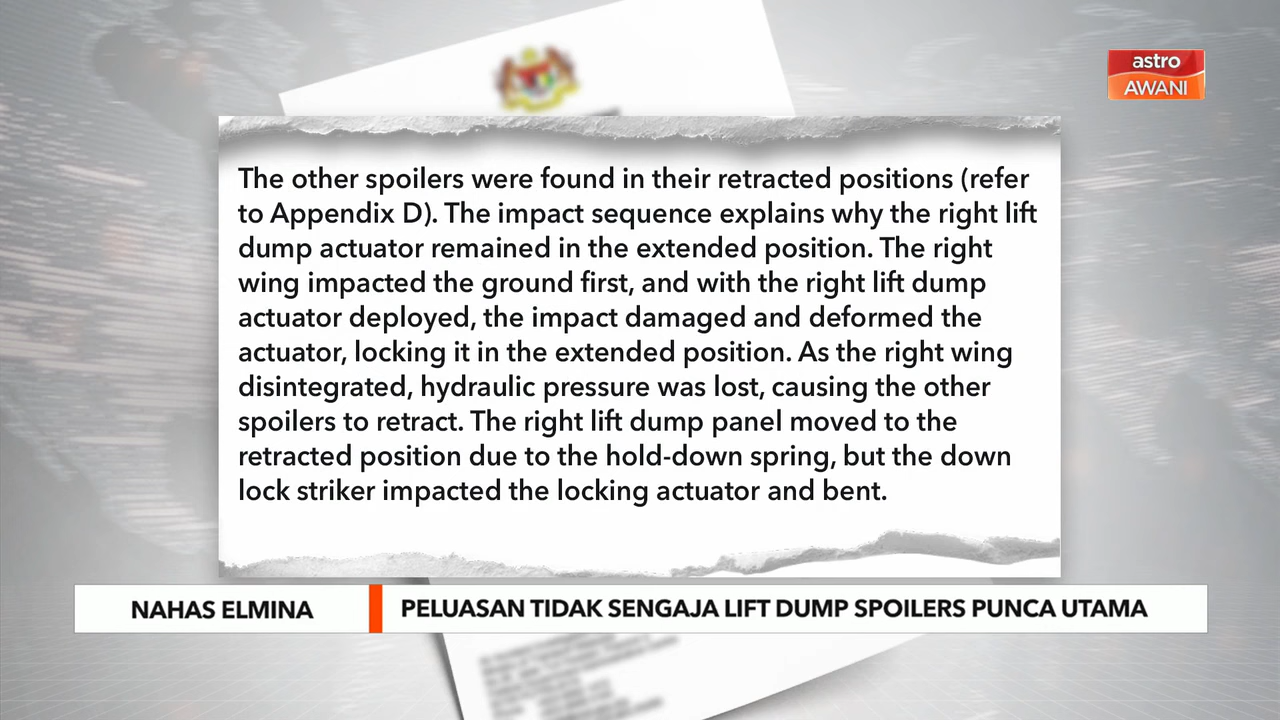 astro
AWANI
The other spoilers were found in their retracted positions (refer
to Appendix D). The impact sequence explains why the right lift
dump actuator remained in the extended position. The right
wing impacted the ground first, and with the right lift dump
actuator deployed, the impact damaged and deformed the
actuator, locking it in the extended position. As the right wing
disintegrated, hydraulic pressure was lost, causing the other
spoilers to retract. The right lift dump panel moved to the
retracted position due to the hold-down spring, but the down
lock striker impacted the locking actuator and bent.
NAHAS ELMINA
PELUASAN TIDAK SENGAJA LIFT DUMP SPOILERS PUNCA UTAMA